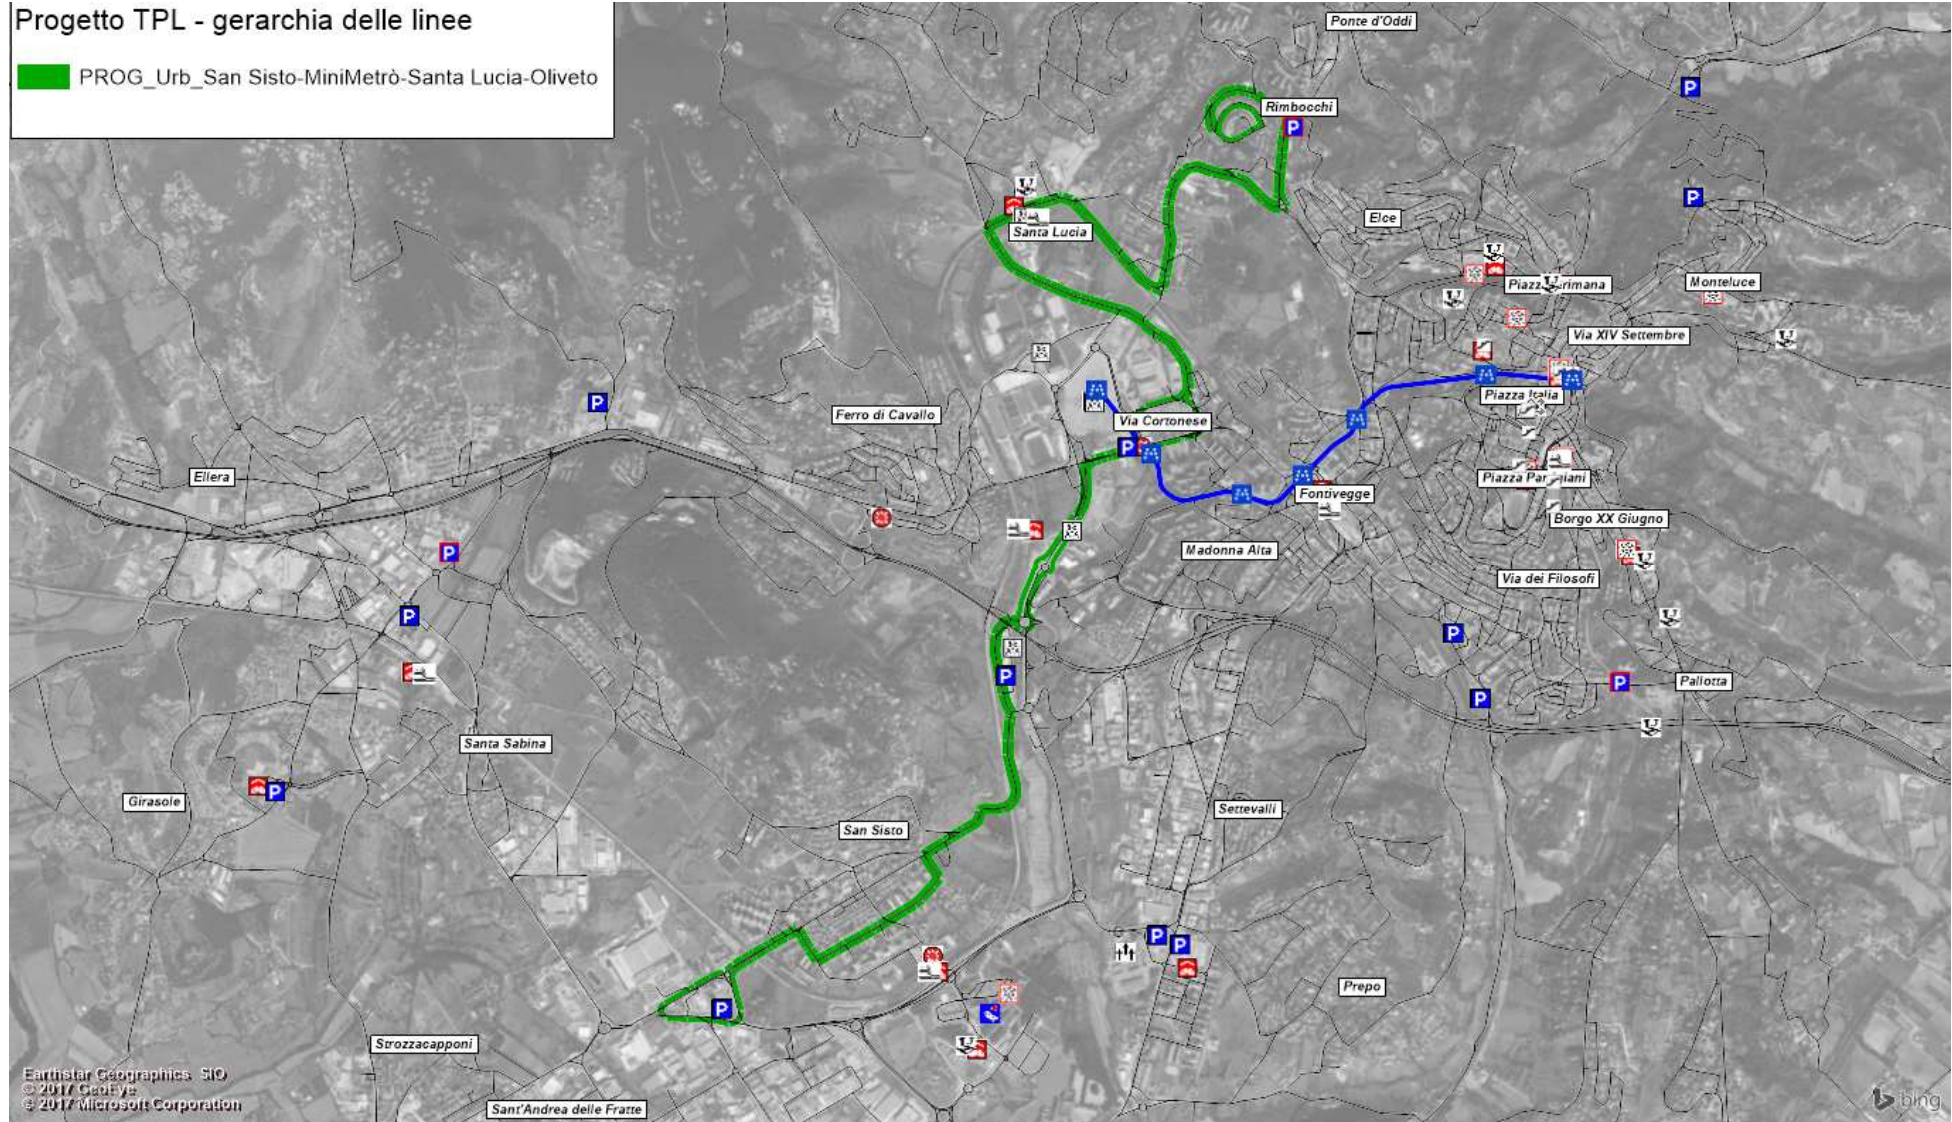 Progetto TPL - gerarchia delle linee
PROG_Urb_San Sisto-MiniMetrò-Santa Lucia-Oliveto
Ponte d'Oddi
P
Rimbocchi
P
P
Elce
Santa Lucia
Monteluce
Via XIV Settembre
Piazza Italia
P
Ferro di Cavallo
Via Cortonese
P
Ellera
Fontivegge
Borgo XX Giugno
Madonna Alta
P
Via dei Filosofi
P
P
P
P
P
Pallotta
Santa Sabina
P
Girasole
Settevalli
San Sisto
P
P
Prepo
P
Strozzacapponi
Earthstar Geographics SIO
© 2017 GeoEye
© 2017 Microsoft Corporation
Sant'Andrea delle Fratte
bing